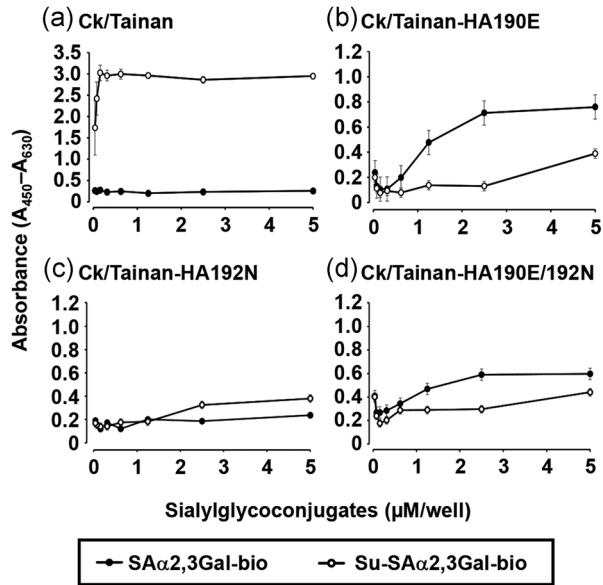 (a) Ck/Tainan
(b) Ck/Tainan-HA190E
Absorbance (A450–A630)
3.5
3.0
2.5
2.0
1.5
1.0
0.5
0
0 1 2 3 4 5
1.2
1.0
0.8
0.6
0.4
0.2
0
0 1 2 3 4 5
(c) Ck/Tainan-HA192N
(d) Ck/Tainan-HA190E/192N
1.2
1.0
0.8
0.6
0.4
0.2
0
0 1 2 3 4 5
1.2
1.0
0.8
0.6
0.4
0.2
0
0 1 2 3 4 5
Sialylglycoconjugates (µM/well)
SAα2,3Gal-bio
Su-SAα2,3Gal-bio